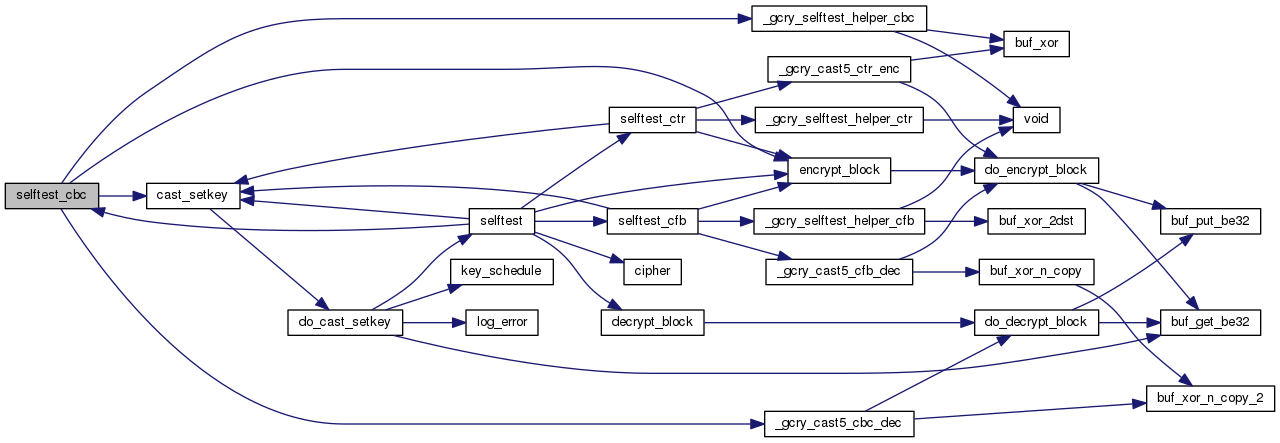 _gcry_selftest_helper_cbc
buf_xor
_gcry_cast5_ctr_enc
selftest_ctr
_gcry_selftest_helper_ctr
void
encrypt_block
do_encrypt_block
selftest_cbc
cast_setkey
selftest
selftest_cfb
_gcry_selftest_helper_cfb
buf_xor_2dst
buf_put_be32
key_schedule
cipher
_gcry_cast5_cfb_dec
buf_xor_n_copy
do_cast_setkey
log_error
decrypt_block
do_decrypt_block
buf_get_be32
buf_xor_n_copy_2
_gcry_cast5_cbc_dec